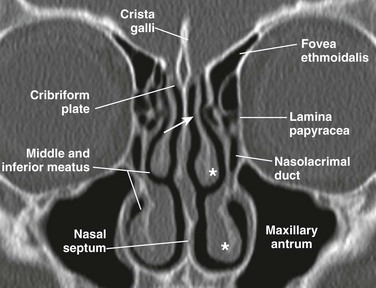 Crista
galli
Fovea
ethmoidalis
Cribriform
plate
Lamina
papyracea
Middle and
inferior meatus
Nasolacrimal
duct
*
Nasal
septum
Maxillary
antrum
*